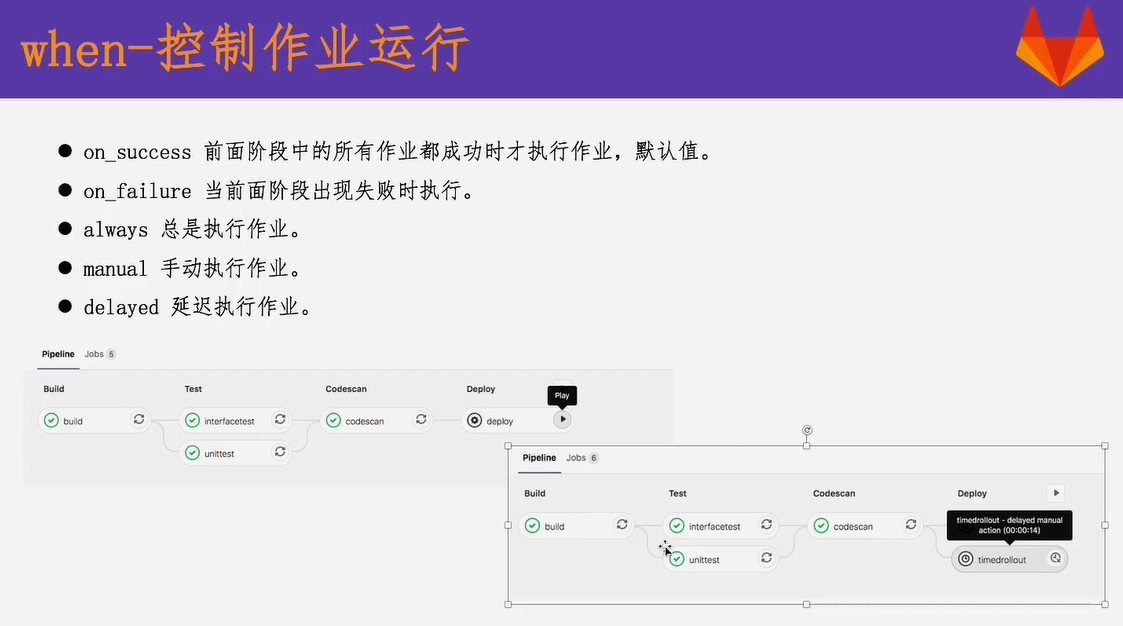 when-控制作业运行
on_success 前面阶段中的所有作业都成功时才执行作业，默认值。
on_failure 当前面阶段出现失败时执行。
always 总是执行作业。
manual 手动执行作业。
delayed 延迟执行作业。
Pipeline Jobs 5
Build Test Codescan Deploy
Play
build interfacetest codescan deploy
unittest
Pipeline Jobs 6
Build Test Codescan Deploy
timedrollout - delayed manual
action (00:00:14)
build interfacetest codescan
unittest timedrollout